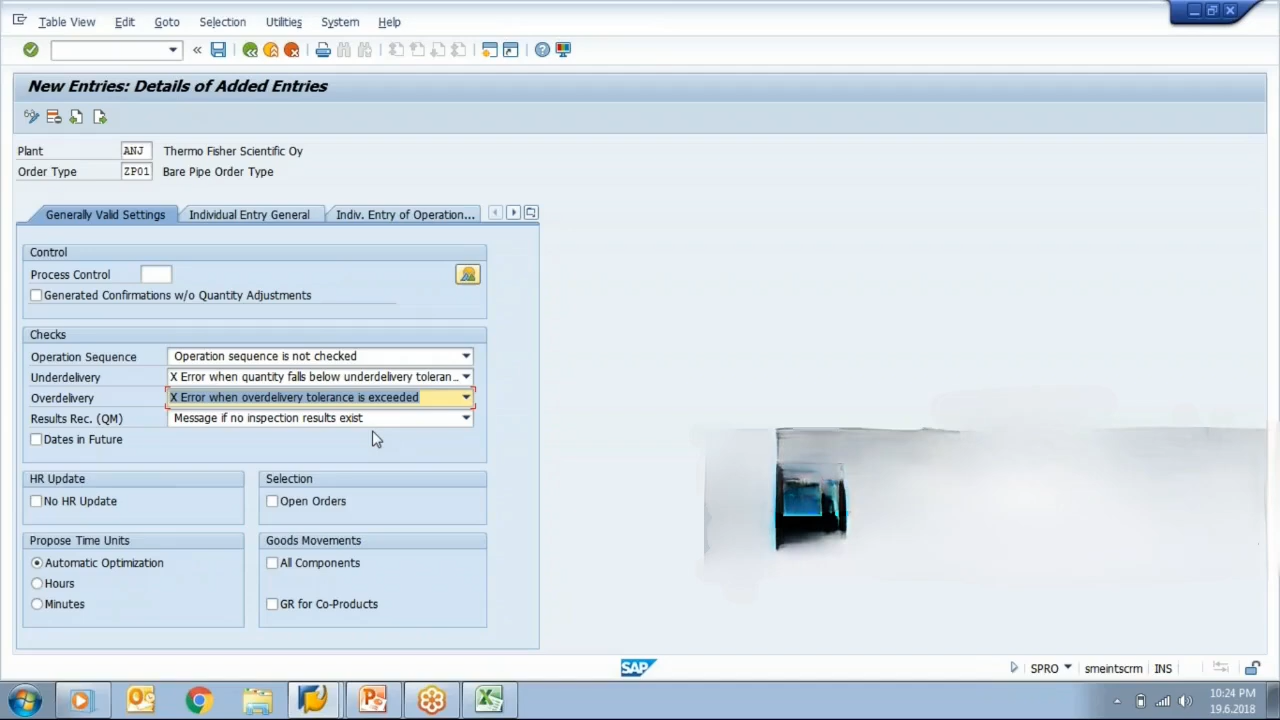 Table View Edit Goto Selection Utilities System Help
New Entries: Details of Added Entries
Plant ANJ Thermo Fisher Scientific Oy
Order Type ZP01 Bare Pipe Order Type
Generally Valid Settings Individual Entry General Indiv. Entry of Operation...
Control
Process Control
Generated Confirmations w/o Quantity Adjustments
Checks
Operation Sequence Operation sequence is not checked
Underdelivery X Error when quantity falls below underdelivery toleran...
Overdelivery X Error when overdelivery tolerance is exceeded
Results Rec. (QM) Message if no inspection results exist
Dates in Future
HR Update Selection
No HR Update Open Orders
Propose Time Units Goods Movements
Automatic Optimization All Components
Hours
Minutes GR for Co-Products
SAP SPRO smeintscrm INS
10:24 PM
19.6.2018